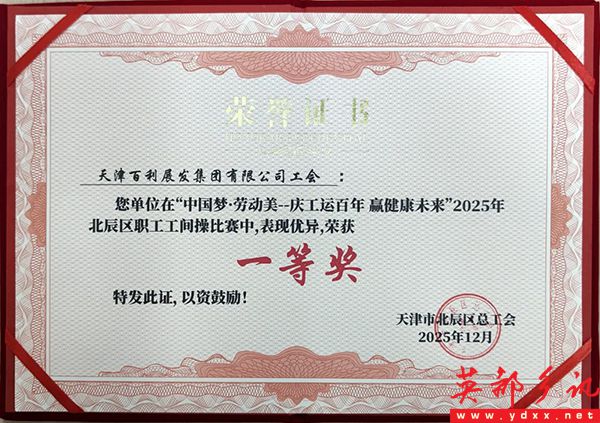 荣誉证书
天津百利展发集团有限公司工会：
您单位在“中国梦·劳动美--庆工运百年 赢健康未来”2025年
北辰区职工工间操比赛中,表现优异,荣获
一等奖
特发此证,以资鼓励！
天津市北辰区总工会
2025年12月
英都乡讯
www.ydxx.net